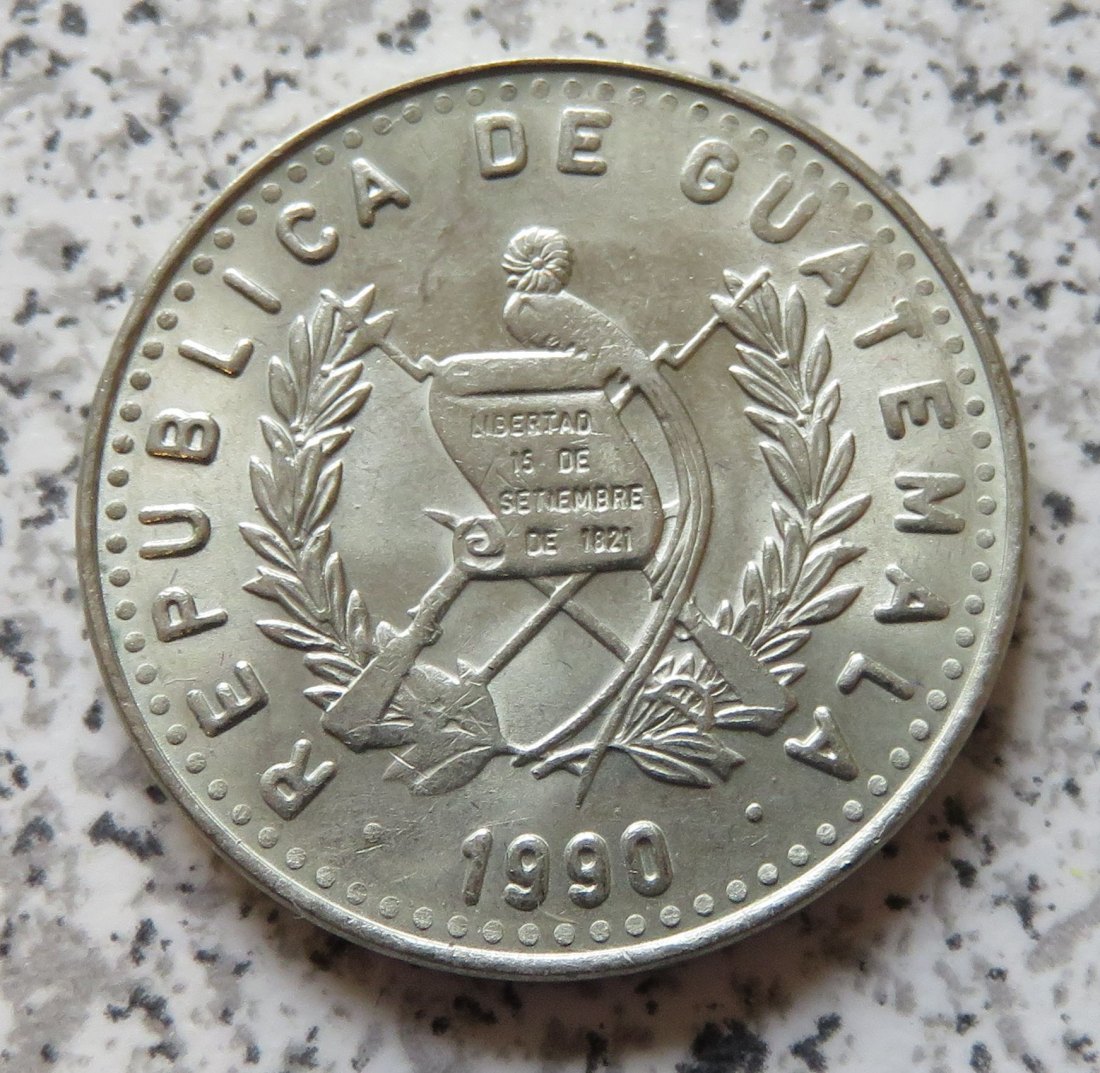 REPUBLICA DE GUATEMALA
LIBERTAD
15 DE
SETIEMBRE
DE 1821
1990